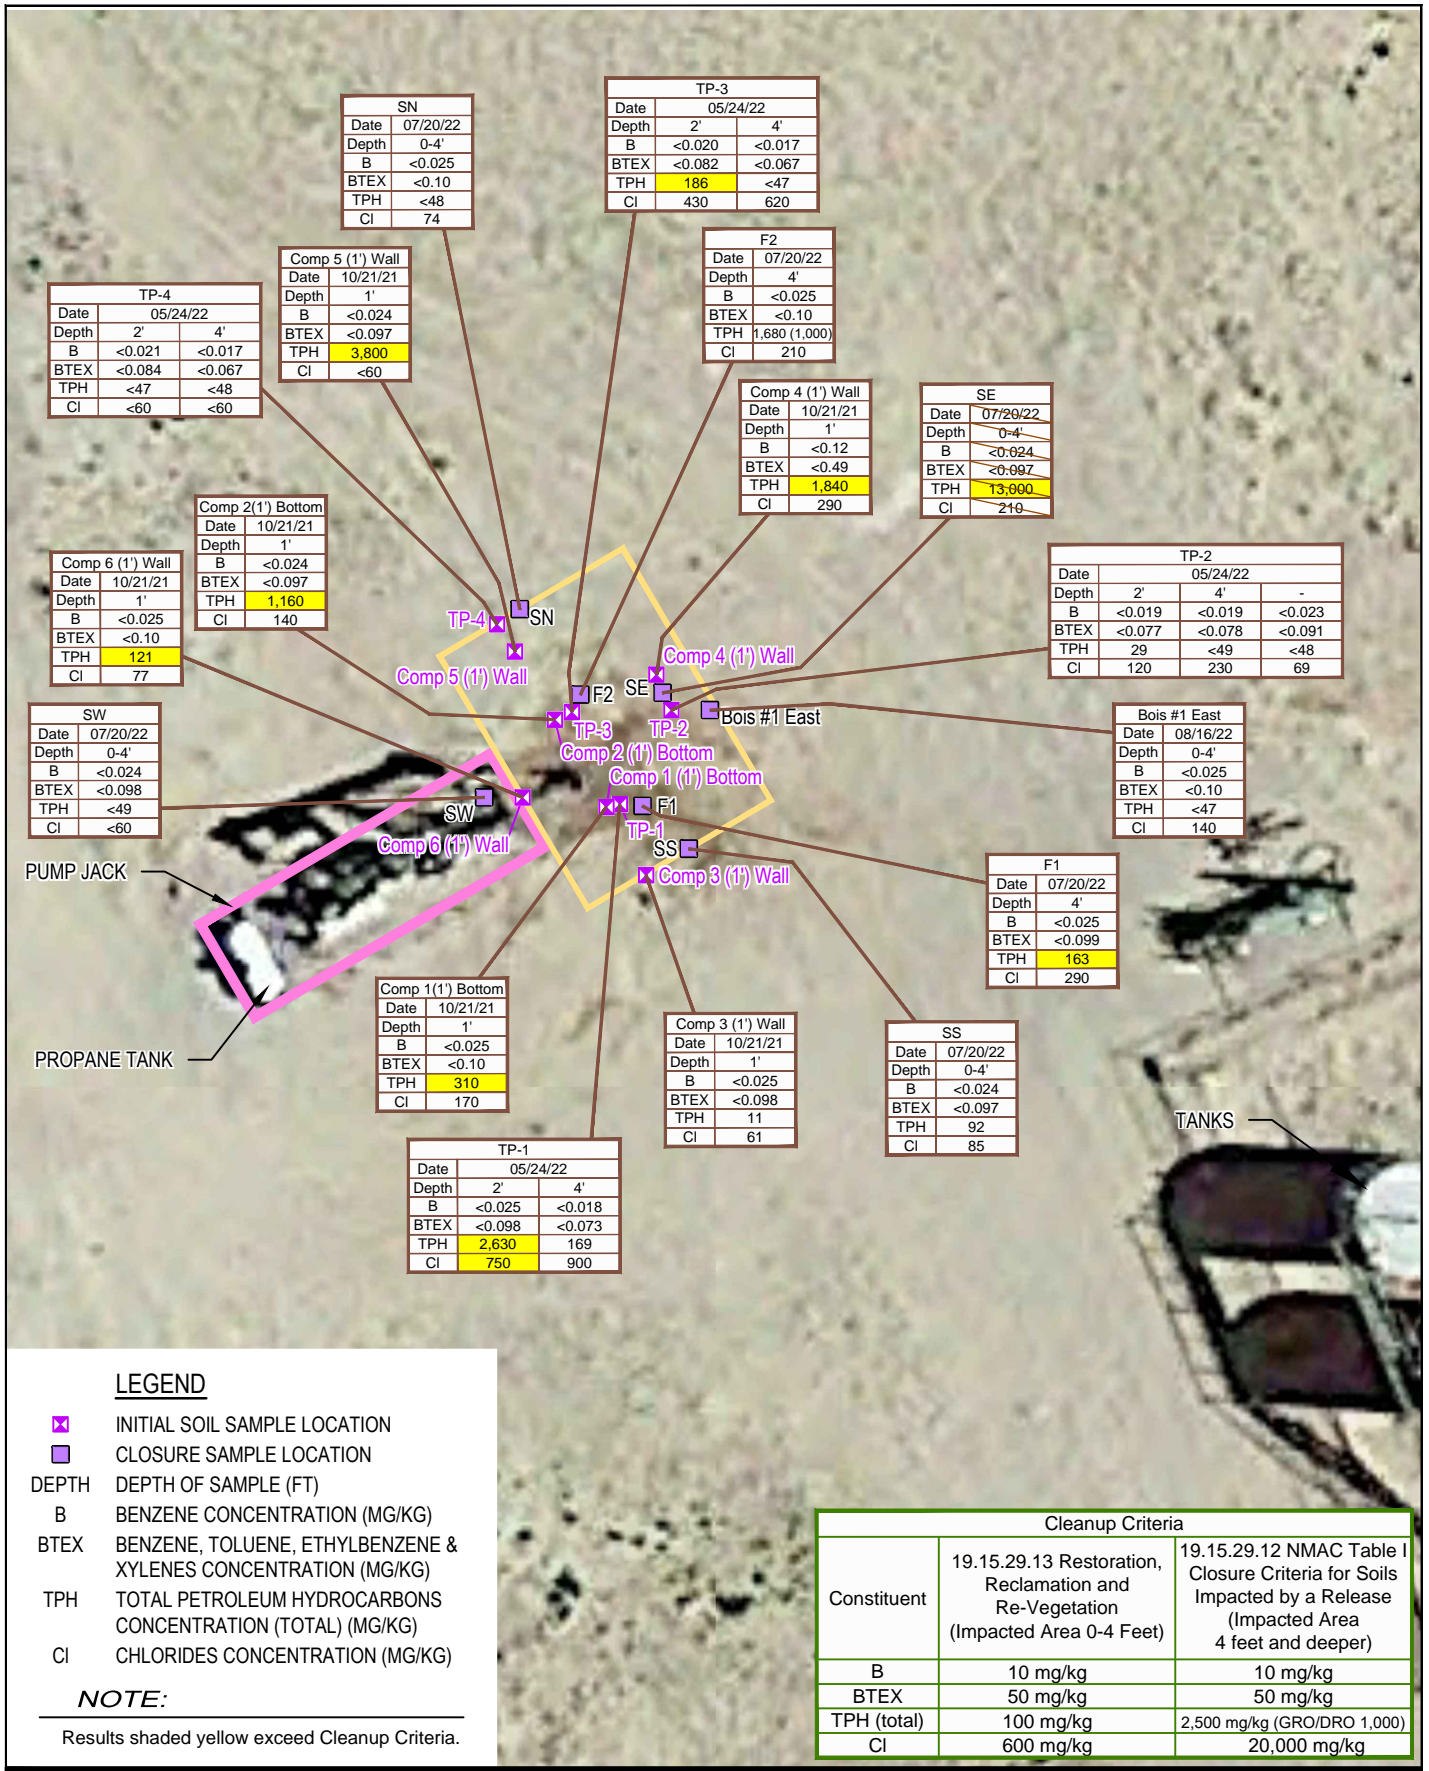 SN
Date 07/20/22
Depth 0-4'
B <0.025
BTEX <0.10
TPH <48
Cl 74
TP-3
Date 05/24/22
Depth 2' 4'
B <0.020 <0.017
BTEX <0.082 <0.067
TPH 186 <47
Cl 430 620
F2
Date 07/20/22
Depth 4'
B <0.025
BTEX <0.10
TPH 1,680 (1,000)
Cl 210
Comp 5 (1') Wall
Date 10/21/21
Depth 1'
B <0.024
BTEX <0.097
TPH 3,800
Cl <60
TP-4
Date 05/24/22
Depth 2' 4'
B <0.021 <0.017
BTEX <0.084 <0.067
TPH <47 <48
Cl <60 <60
Comp 4 (1') Wall
Date 10/21/21
Depth 1'
B <0.12
BTEX <0.49
TPH 1,840
Cl 290
SE
Date 07/20/22
Depth 0-4'
B <0.024
BTEX <0.097
TPH 13,000
Cl 210
Comp 2(1') Bottom
Date 10/21/21
Depth 1'
B <0.024
BTEX <0.097
TPH 1,160
Cl 140
Comp 6 (1') Wall
Date 10/21/21
Depth 1'
B <0.025
BTEX <0.10
TPH 121
Cl 77
TP-2
Date 05/24/22
Depth 2' 4' -
B <0.019 <0.019 <0.023
BTEX <0.077 <0.078 <0.091
TPH 29 <49 <48
Cl 120 230 69
SW
Date 07/20/22
Depth 0-4'
B <0.024
BTEX <0.098
TPH <49
Cl <60
Bois #1 East
Date 08/16/22
Depth 0-4'
B <0.025
BTEX <0.10
TPH <47
Cl 140
TP-4
SN
Comp 5 (1') Wall
Comp 4 (1') Wall
SE
F2
TP-3
TP-2
Bois #1 East
Comp 2 (1') Bottom
Comp 1 (1') Bottom
SW
F1
TP-1
Comp 6 (1') Wall
SS
Comp 3 (1') Wall
PUMP JACK
PROPANE TANK
F1
Date 07/20/22
Depth 4'
B <0.025
BTEX <0.099
TPH 163
Cl 290
Comp 1(1') Bottom
Date 10/21/21
Depth 1'
B <0.025
BTEX <0.10
TPH 310
Cl 170
Comp 3 (1') Wall
Date 10/21/21
Depth 1'
B <0.025
BTEX <0.098
TPH 11
Cl 61
SS
Date 07/20/22
Depth 0-4'
B <0.024
BTEX <0.097
TPH 92
Cl 85
TANKS
TP-1
Date 05/24/22
Depth 2' 4'
B <0.025 <0.018
BTEX <0.098 <0.073
TPH 2,630 169
Cl 750 900
LEGEND
INITIAL SOIL SAMPLE LOCATION
CLOSURE SAMPLE LOCATION
DEPTH DEPTH OF SAMPLE (FT)
B BENZENE CONCENTRATION (MG/KG)
BTEX BENZENE, TOLUENE, ETHYLBENZENE &
XYLENES CONCENTRATION (MG/KG)
TPH TOTAL PETROLEUM HYDROCARBONS
CONCENTRATION (TOTAL) (MG/KG)
Cl CHLORIDES CONCENTRATION (MG/KG)
NOTE:
Results shaded yellow exceed Cleanup Criteria.
Cleanup Criteria
Constituent
19.15.29.13 Restoration,
Reclamation and
Re-Vegetation
(Impacted Area 0-4 Feet)
19.15.29.12 NMAC Table I
Closure Criteria for Soils
Impacted by a Release
(Impacted Area
4 feet and deeper)
B 10 mg/kg 10 mg/kg
BTEX 50 mg/kg 50 mg/kg
TPH (total) 100 mg/kg 2,500 mg/kg (GRO/DRO 1,000)
Cl 600 mg/kg 20,000 mg/kg